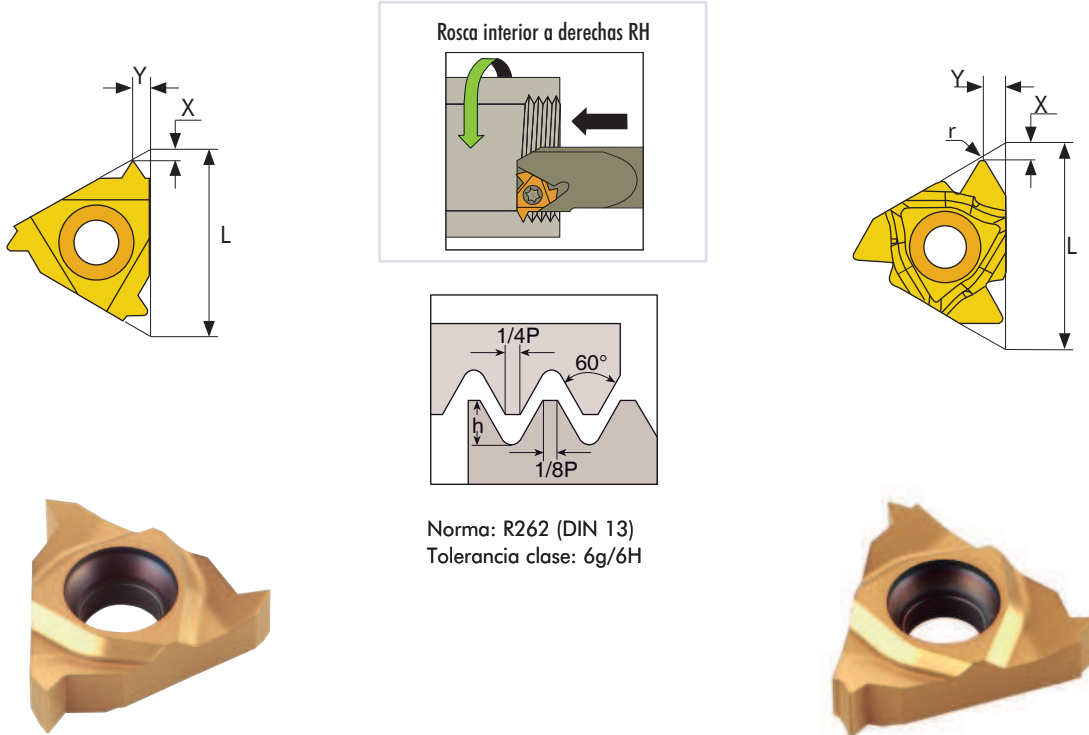 Rosca interior a derechas RH
Y
X
L
Y
X
r
L
1/4P
60°
h
1/8P
Norma: R262 (DIN 13)
Tolerancia clase: 6g/6H